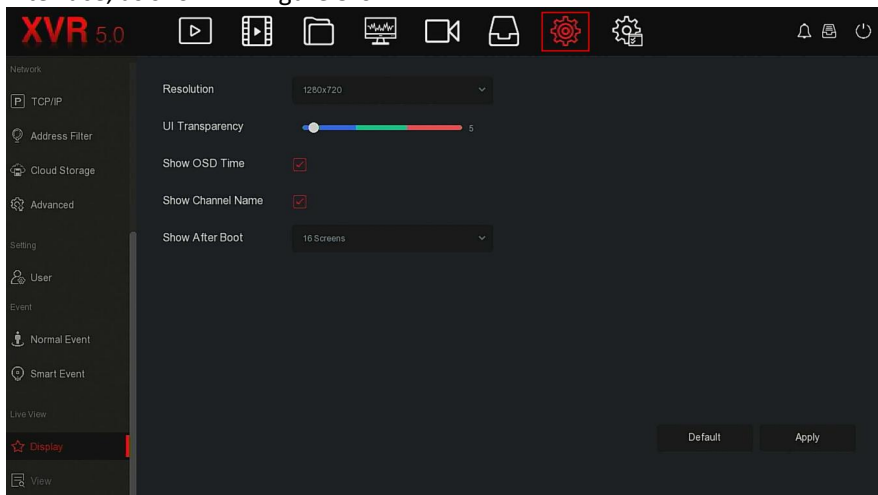 XVR 5.0
Network
P TCP/IP
Address Filter
Cloud Storage
Advanced
Setting
User
Event
Normal Event
Smart Event
Live View
Display
View
Resolution 1280x720
UI Transparency 5
Show OSD Time
Show Channel Name
Show After Boot 16 Screens
Default Apply